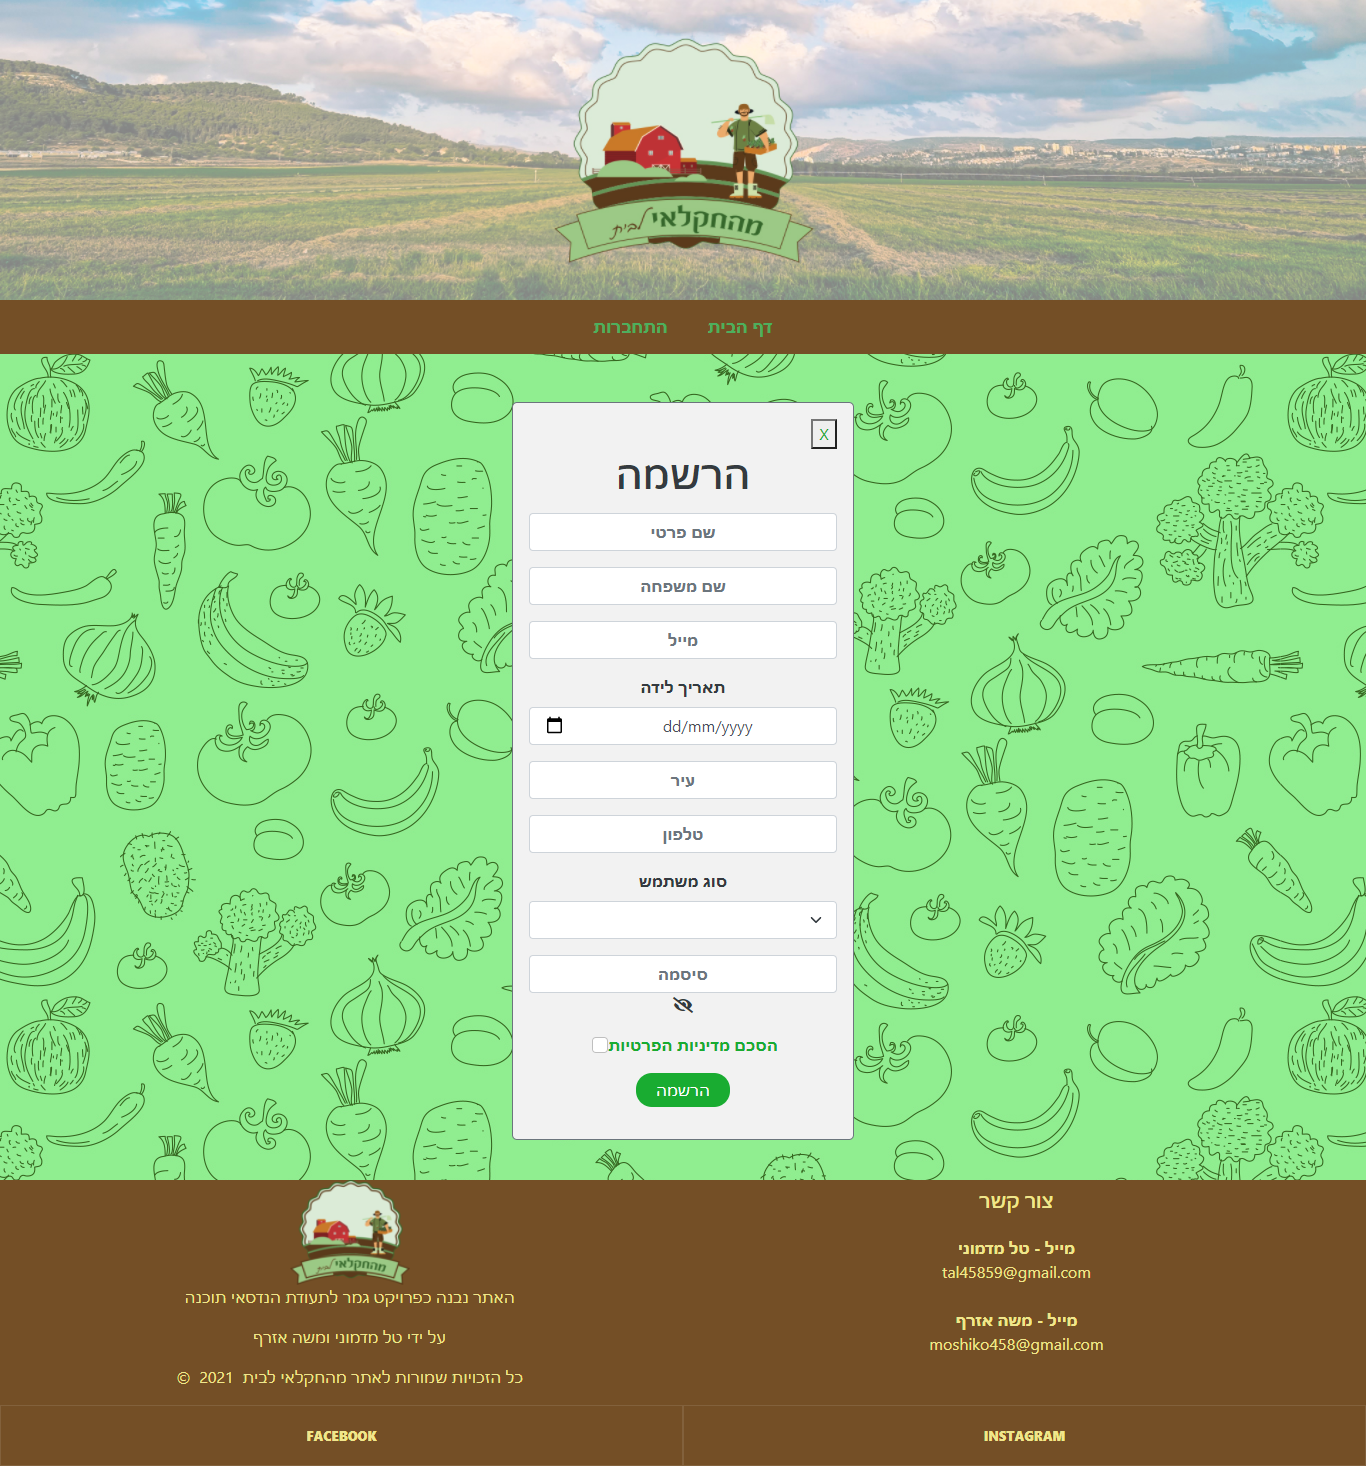 מהחקלאי לבית
דף הבית
התחברות
X
הרשמה
שם פרטי
שם משפחה
מייל
תאריך לידה
dd/mm/yyyy
עיר
טלפון
סוג משתמש
סיסמה
הסכם מדיניות הפרטיות
הרשמה
צור קשר
מייל - טל מדמוני
tal45859@gmail.com
מייל - משה אזרף
moshiko458@gmail.com
מהחקלאי לבית
האתר נבנה כפרויקט גמר לתעודת הנדסאי תוכנה
על ידי טל מדמוני ומשה אזרף
כל הזכויות שמורות לאתר מהחקלאי לבית 2021 ©
INSTAGRAM
FACEBOOK